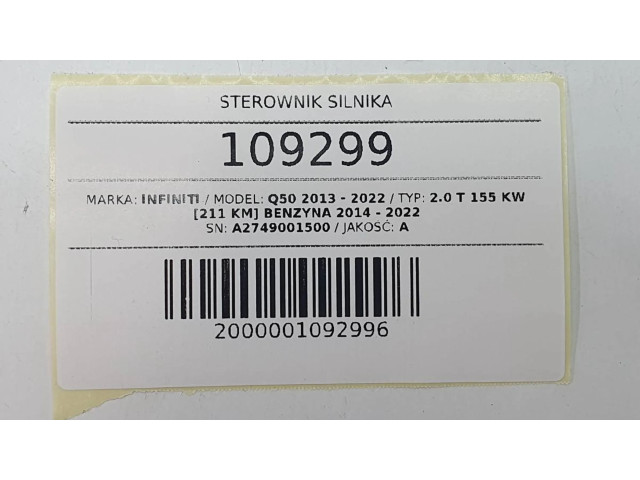 STEROWNIK SILNIKA
109299
MARKA: INFINITI / MODEL: Q50 2013 - 2022 / TYP: 2.0 T 155 KW
[211 KM] BENZYNA 2014 - 2022
SN: A2749001500 / JAKOŚĆ: A
2000001092996